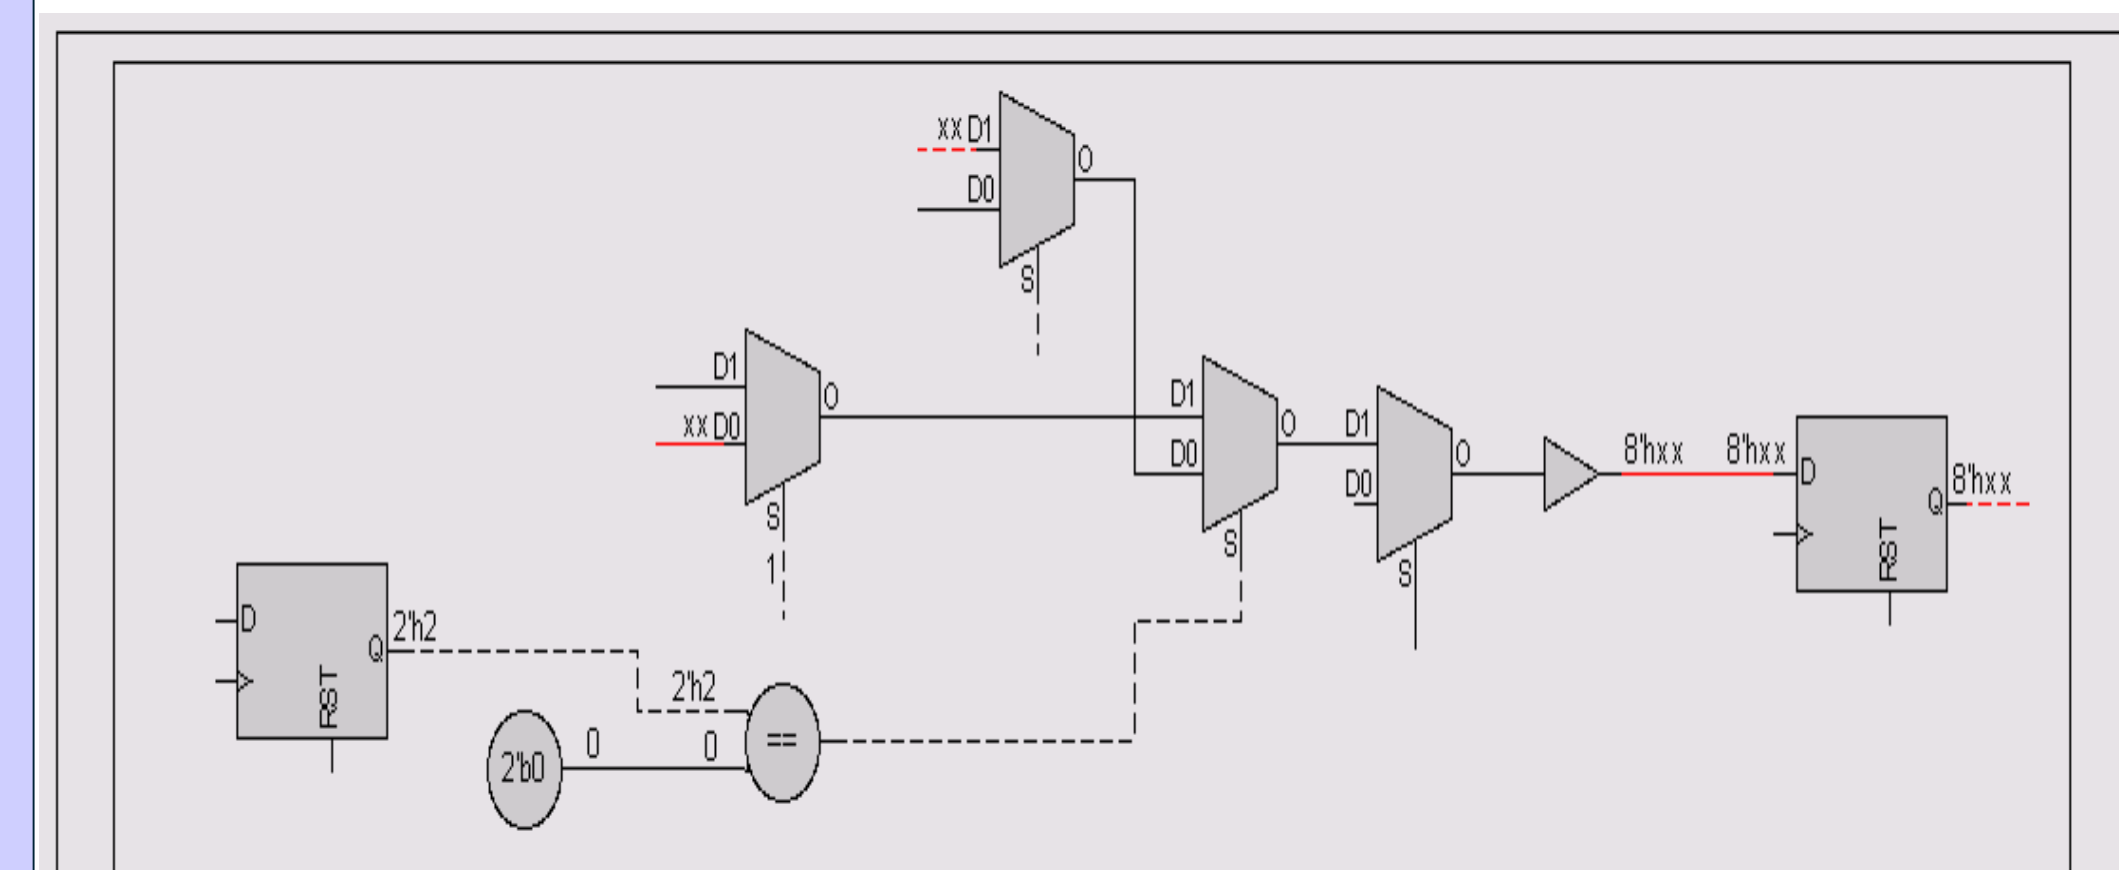 xx D1
O
D0
S
D1
O
xx D0
S
1
D1
O
D0
S
D1
O
D0
S
8'hxx 8'hxx
D
Q
8'hxx
RST
D
Q
2'h2
RST
2'h2
2'b0
0
0
==